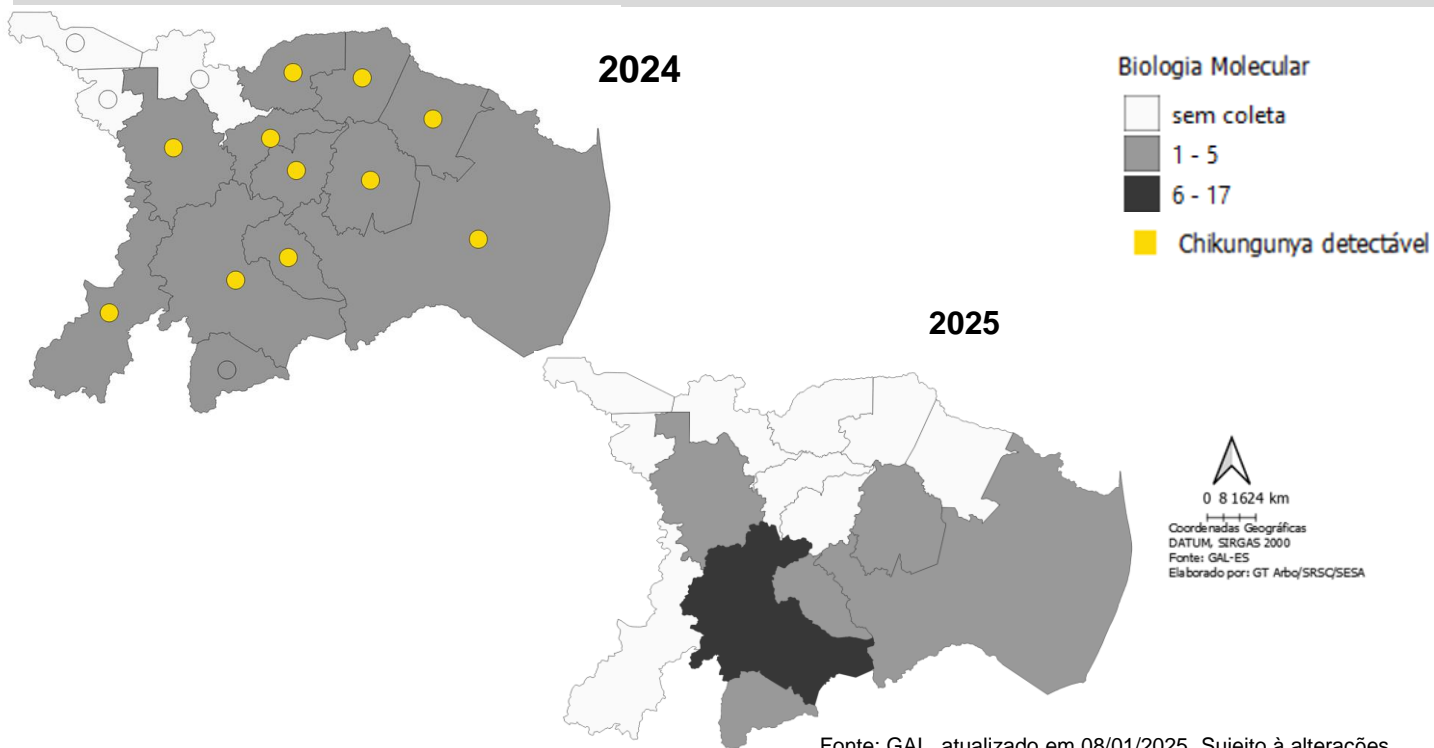 2024
Biologia Molecular
sem coleta
1 - 5
6 - 17
Chikungunya detectável
2025
0 8 1624 km
Coordenadas Geográficas
DATUM, SIRGAS 2000
Fonte: GAL-ES
Elaborado por: GT Arbo/SRSC/SESA
Fonte: GAL, atualizado em 08/01/2025. Sujeito à alterações